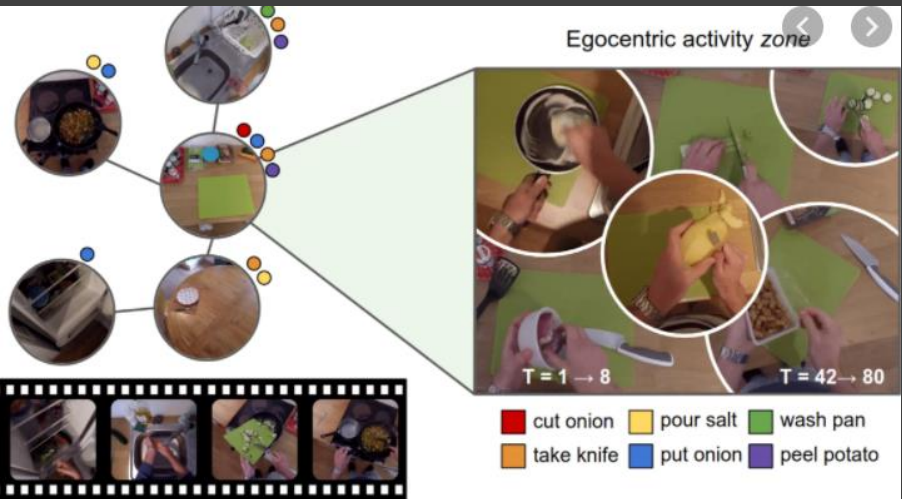 Egocentric activity zone
T = 1 → 8
T = 42→ 80
cut onion
pour salt
wash pan
take knife
put onion
peel potato